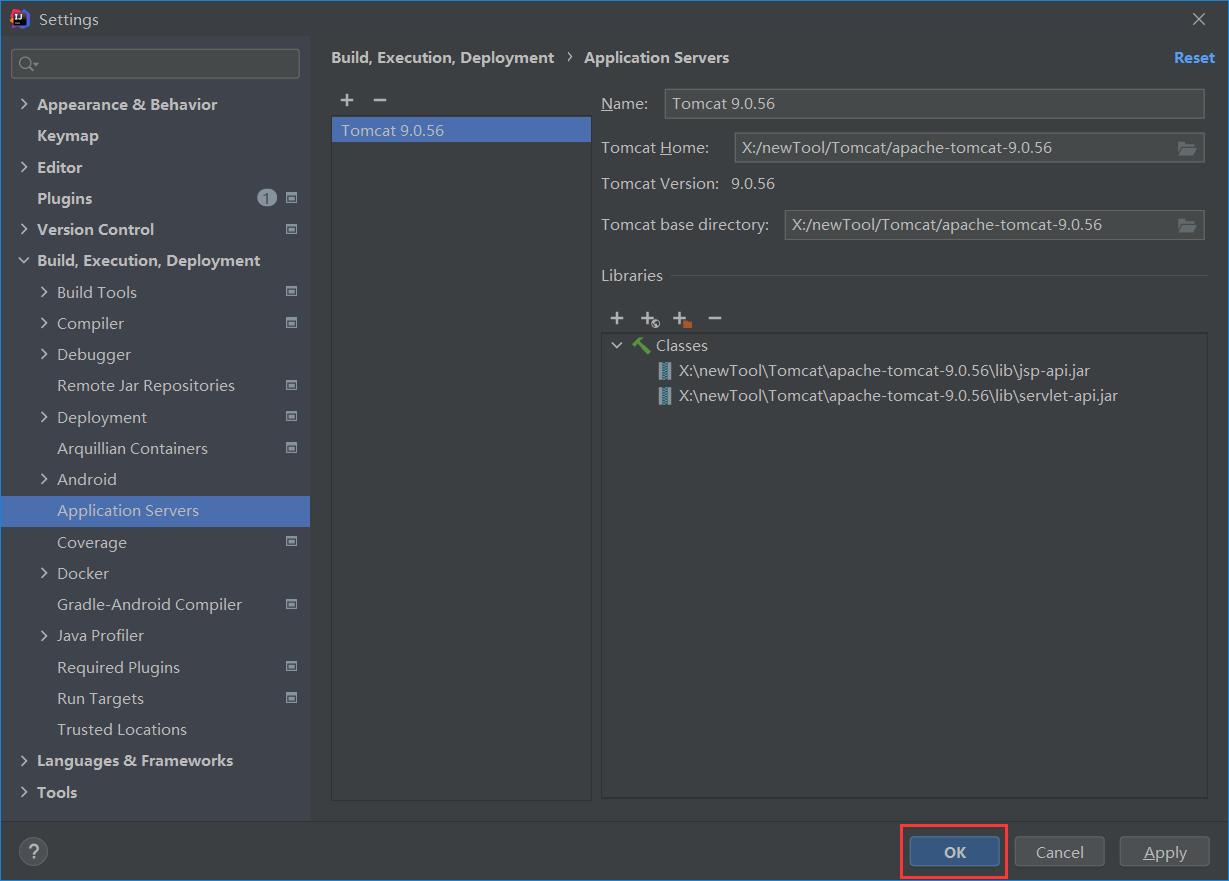 Settings
Build, Execution, Deployment › Application Servers
Reset
Appearance & Behavior
Keymap
Editor
Plugins 1
Version Control
Build, Execution, Deployment
Build Tools
Compiler
Debugger
Remote Jar Repositories
Deployment
Arquillian Containers
Android
Application Servers
Coverage
Docker
Gradle-Android Compiler
Java Profiler
Required Plugins
Run Targets
Trusted Locations
Languages & Frameworks
Tools
Tomcat 9.0.56
Name: Tomcat 9.0.56
Tomcat Home: X:/newTool/Tomcat/apache-tomcat-9.0.56
Tomcat Version: 9.0.56
Tomcat base directory: X:/newTool/Tomcat/apache-tomcat-9.0.56
Libraries
Classes
X:\newTool\Tomcat\apache-tomcat-9.0.56\lib\jsp-api.jar
X:\newTool\Tomcat\apache-tomcat-9.0.56\lib\servlet-api.jar
? OK Cancel Apply